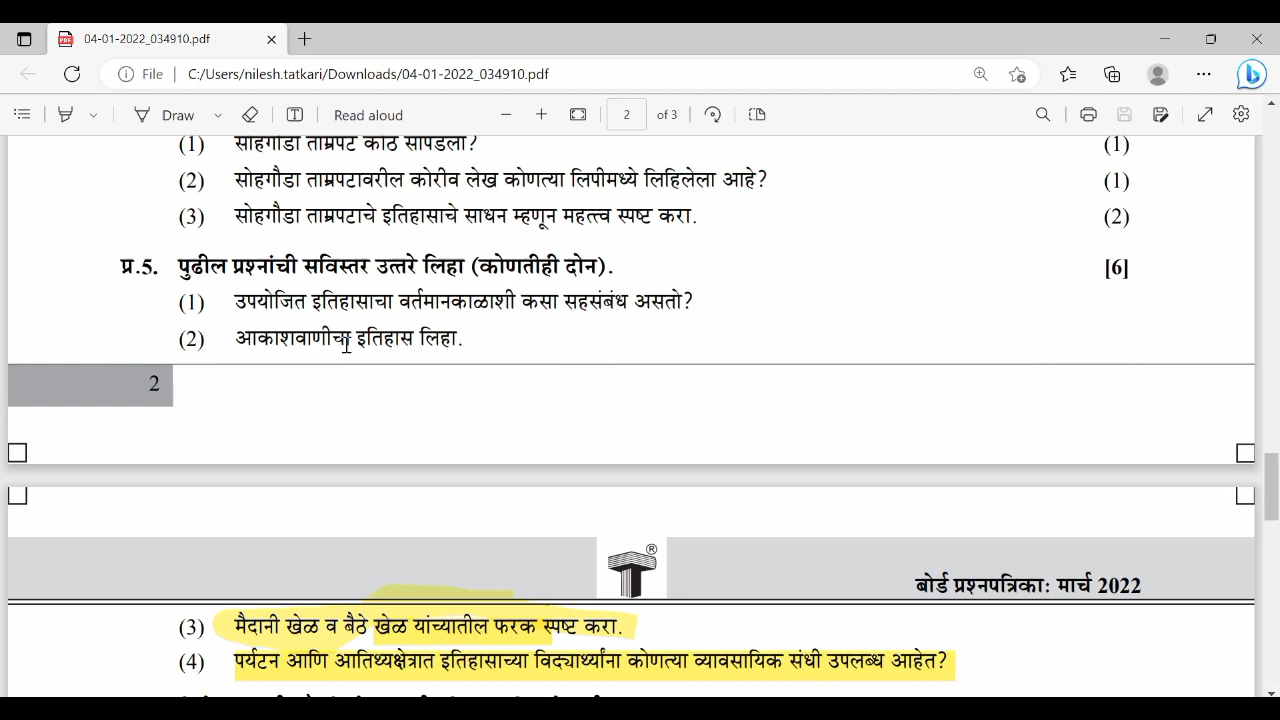 04-01-2022_034910.pdf
File C:/Users/nilesh.tatkari/Downloads/04-01-2022_034910.pdf
Draw Read aloud 2 of 3
(1) सोहगौडा ताम्रपट कोठे सापडला? (1)
(2) सोहगौडा ताम्रपटावरील कोरीव लेख कोणत्या लिपीमध्ये लिहिलेला आहे? (1)
(3) सोहगौडा ताम्रपटाचे इतिहासाचे साधन म्हणून महत्त्व स्पष्ट करा. (2)
प्र.5. पुढील प्रश्नांची सविस्तर उत्तरे लिहा (कोणतीही दोन). [6]
(1) उपयोजित इतिहासाचा वर्तमानकाळाशी कसा सहसंबंध असतो?
(2) आकाशवाणीचा इतिहास लिहा.
2
बोर्ड प्रश्नपत्रिका: मार्च 2022
(3) मैदानी खेळ व बैठे खेळ यांच्यातील फरक स्पष्ट करा.
(4) पर्यटन आणि आतिथ्यक्षेत्रात इतिहासाच्या विद्यार्थ्यांना कोणत्या व्यावसायिक संधी उपलब्ध आहेत?